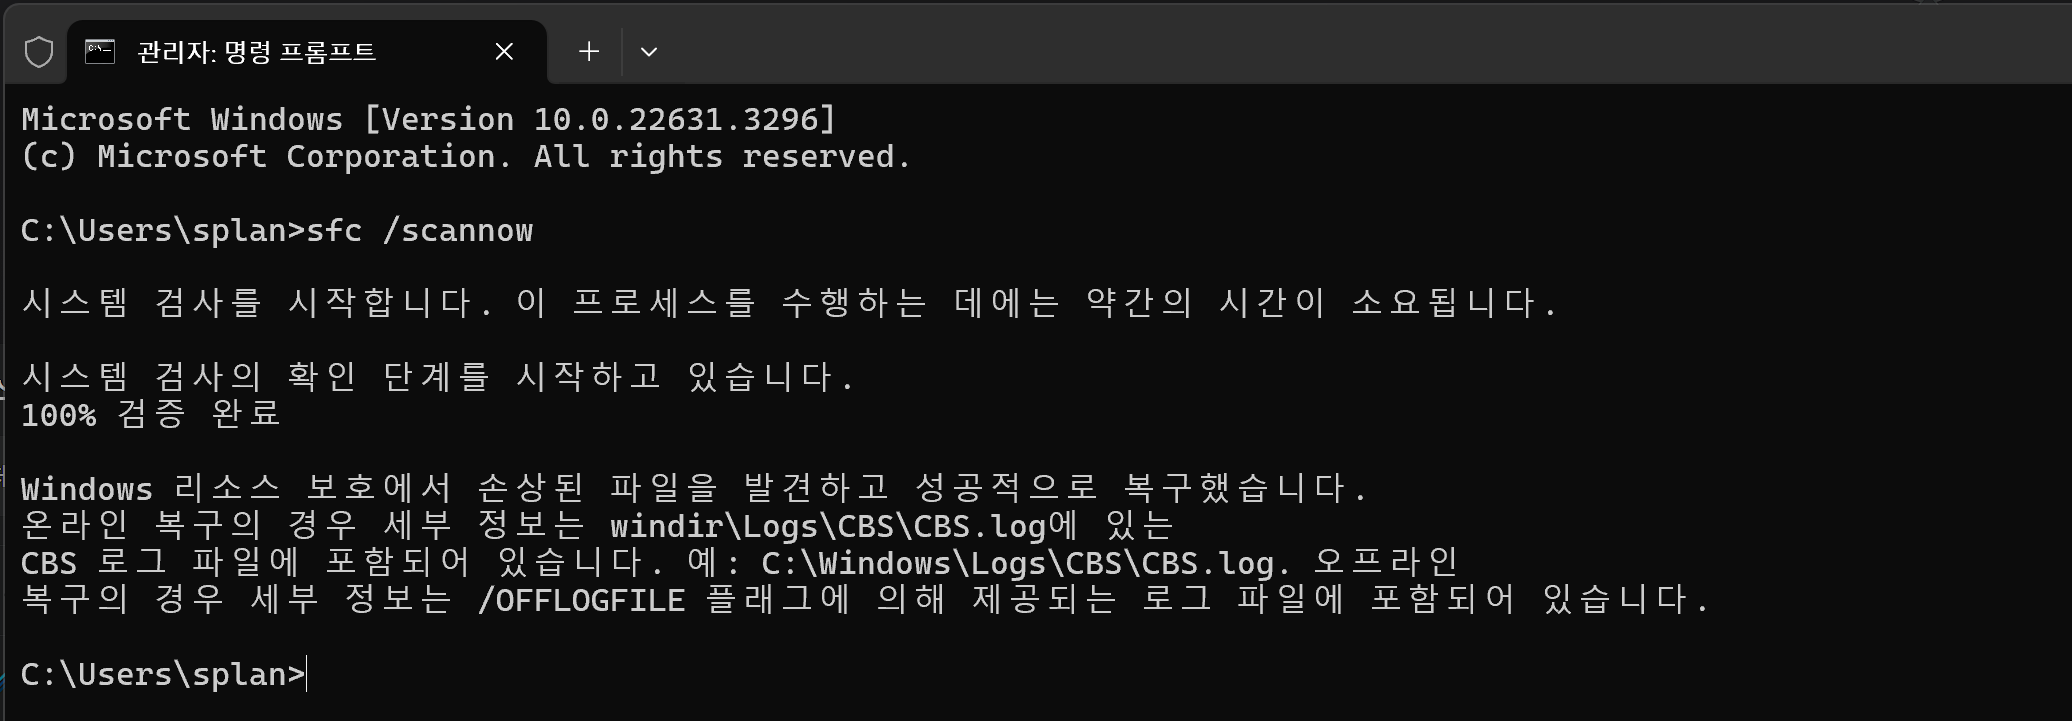 관리자: 명령 프롬프트
Microsoft Windows [Version 10.0.22631.3296]
(c) Microsoft Corporation. All rights reserved.
C:\Users\splan>sfc /scannow
시스템 검사를 시작합니다. 이 프로세스를 수행하는 데에는 약간의 시간이 소요됩니다.
시스템 검사의 확인 단계를 시작하고 있습니다.
100% 검증 완료
Windows 리소스 보호에서 손상된 파일을 발견하고 성공적으로 복구했습니다.
온라인 복구의 경우 세부 정보는 windir\Logs\CBS\CBS.log에 있는
CBS 로그 파일에 포함되어 있습니다. 예: C:\Windows\Logs\CBS\CBS.log. 오프라인
복구의 경우 세부 정보는 /OFFLOGFILE 플래그에 의해 제공되는 로그 파일에 포함되어 있습니다.
C:\Users\splan>